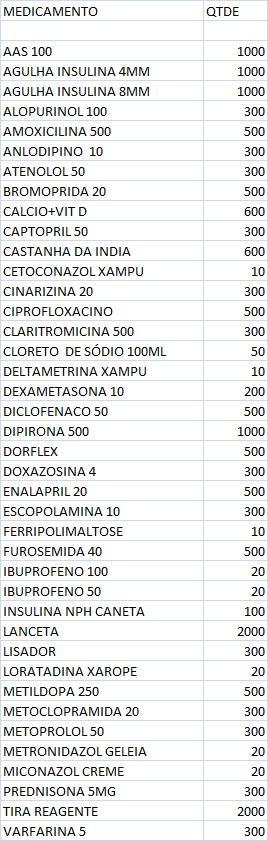 MEDICAMENTO QTDE
AAS 100 1000
AGULHA INSULINA 4MM 1000
AGULHA INSULINA 8MM 1000
ALOPURINOL 100 300
AMOXICILINA 500 500
ANLODIPINO 10 300
ATENOLOL 50 300
BROMOPRIDA 20 500
CALCIO+VIT D 600
CAPTOPRIL 50 300
CASTANHA DA INDIA 600
CETOCONAZOL XAMPU 10
CINARIZINA 20 300
CIPROFLOXACINO 500
CLARITROMICINA 500 300
CLORETO DE SÓDIO 100ML 50
DELTAMETRINA XAMPU 10
DEXAMETASONA 10 200
DICLOFENACO 50 500
DIPIRONA 500 1000
DORFLEX 500
DOXAZOSINA 4 300
ENALAPRIL 20 500
ESCOPOLAMINA 10 300
FERRIPOLIMALTOSE 10
FUROSEMIDA 40 500
IBUPROFENO 100 20
IBUPROFENO 50 20
INSULINA NPH CANETA 100
LANCETA 2000
LISADOR 300
LORATADINA XAROPE 20
METILDOPA 250 500
METOCLOPRAMIDA 20 300
METOPROLOL 50 300
METRONIDAZOL GELEIA 20
MICONAZOL CREME 20
PREDNISONA 5MG 300
TIRA REAGENTE 2000
VARFARINA 5 300